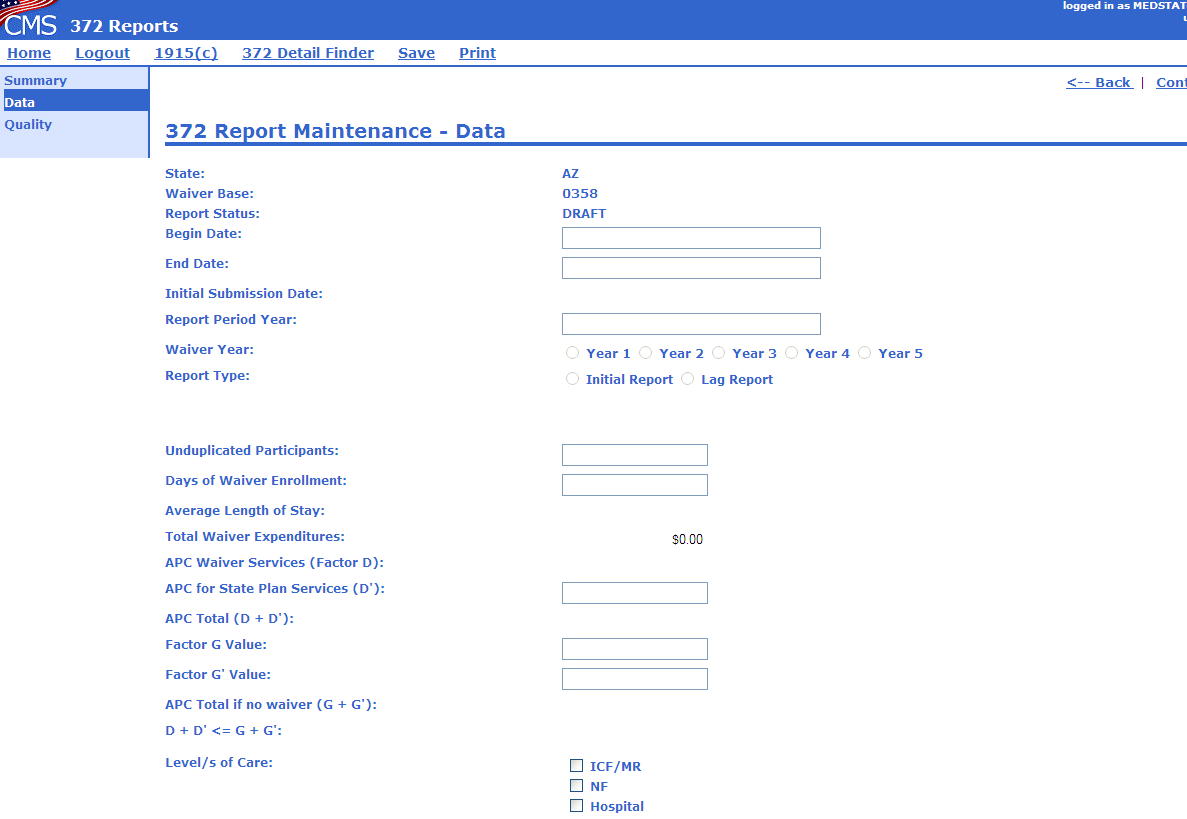 logged in as MEDSTAT
CMS 372 Reports
Home Logout 1915(c) 372 Detail Finder Save Print
Summary
Data
Quality
<-- Back |
372 Report Maintenance - Data
State: AZ
Waiver Base: 0358
Report Status: DRAFT
Begin Date:
End Date:
Initial Submission Date:
Report Period Year:
Waiver Year: Year 1 Year 2 Year 3 Year 4 Year 5
Report Type: Initial Report Lag Report
Unduplicated Participants:
Days of Waiver Enrollment:
Average Length of Stay:
Total Waiver Expenditures: $0.00
APC Waiver Services (Factor D):
APC for State Plan Services (D'):
APC Total (D + D'):
Factor G Value:
Factor G' Value:
APC Total if no waiver (G + G'):
D + D' <= G + G':
Level/s of Care: ICF/MR
NF
Hospital